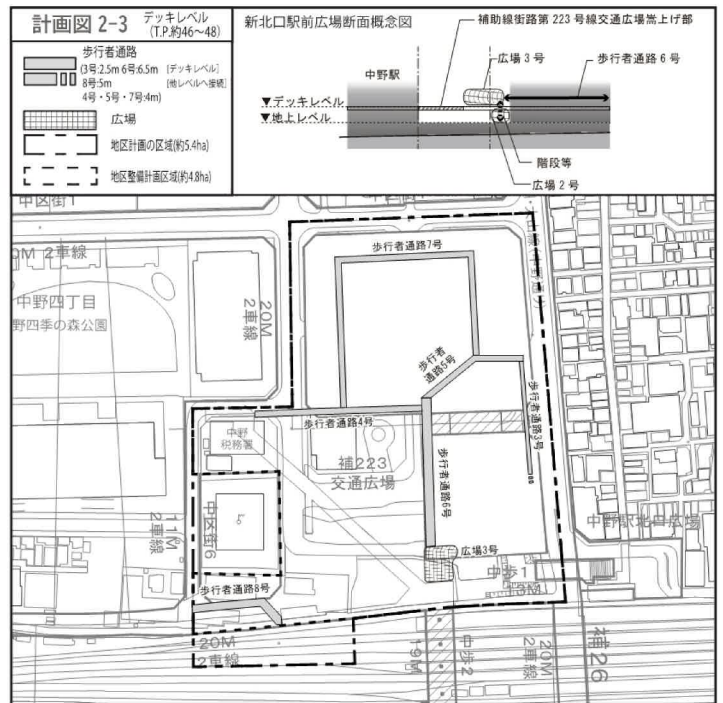 計画図 2-3
デッキレベル
(T.P.約46~48)
歩行者通路
(3号:2.5m 6号:6.5m [デッキレベル]
8号:5m [他レベルへ接続]
4号・5号・7号:4m)
広場
地区計画の区域(約5.4ha)
地区整備計画区域(約4.8ha)
新北口駅前広場断面概念図
補助線街路第223号線交通広場嵩上げ部
広場3号
歩行者通路6号
中野駅
▼デッキレベル
▼地上レベル
階段等
広場2号
中区街1
0M 2車線
中野四丁目
野四季の森公園
20M
2車線
歩行者通路7号
歩行者
通路5号
歩行者通路3号
歩行者通路4号
中野
税務署
補223
交通広場
歩行者通路6号
中区街6
11M
2車線
広場3号
中野駅北口広場
中歩1
3M
歩行者通路8号
20M
2車線
19M
中歩2
20M
2車線
補26